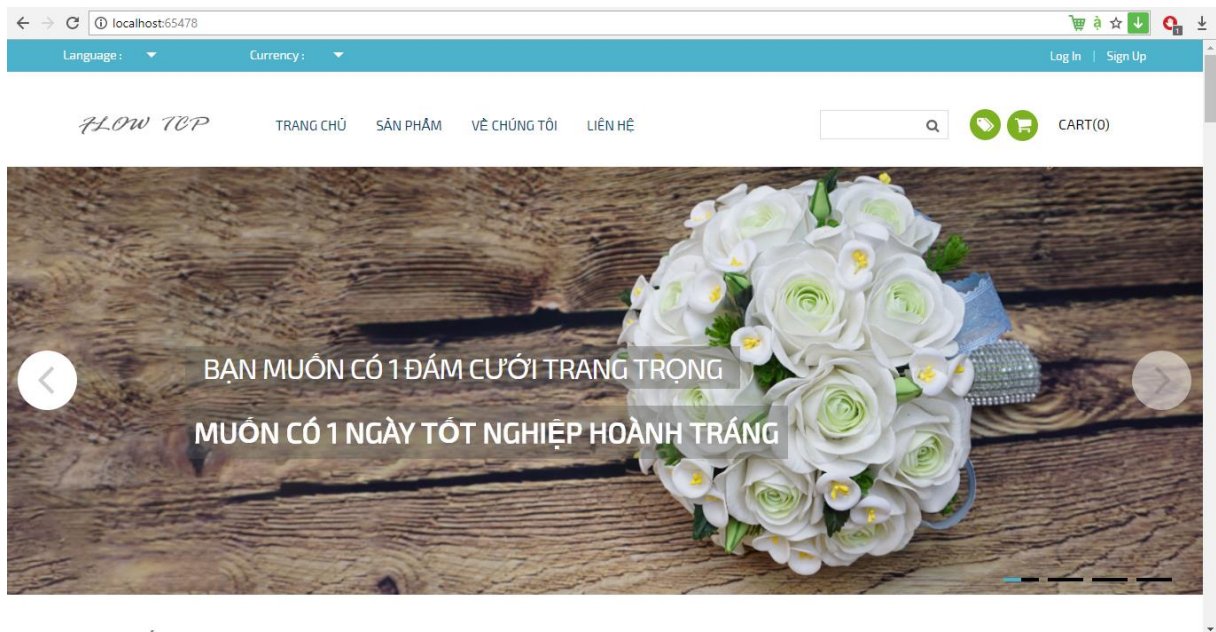 localhost:65478
Language :
Currency :
Log In | Sign Up
FLOW TCP
TRANG CHỦ
SẢN PHẨM
VỀ CHÚNG TÔI
LIÊN HỆ
CART(0)
BẠN MUỐN CÓ 1 ĐÁM CƯỚI TRANG TRỌNG
MUỐN CÓ 1 NGÀY TỐT NGHIỆP HOÀNH TRÁNG